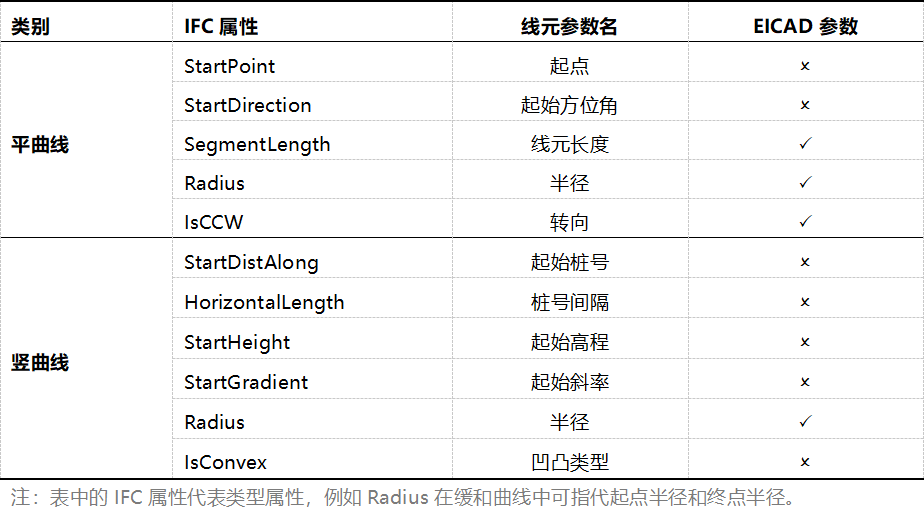 类别 IFC 属性 线元参数名 EICAD 参数
StartPoint 起点 ×
StartDirection 起始方位角 ×
平曲线 SegmentLength 线元长度 ✓
Radius 半径 ✓
IsCCW 转向 ✓
StartDistAlong 起始桩号 ×
HorizontalLength 桩号间隔 ×
StartHeight 起始高程 ×
竖曲线
StartGradient 起始斜率 ×
Radius 半径 ✓
IsConvex 凹凸类型 ×
注：表中的 IFC 属性代表类型属性，例如 Radius 在缓和曲线中可指代起点半径和终点半径。